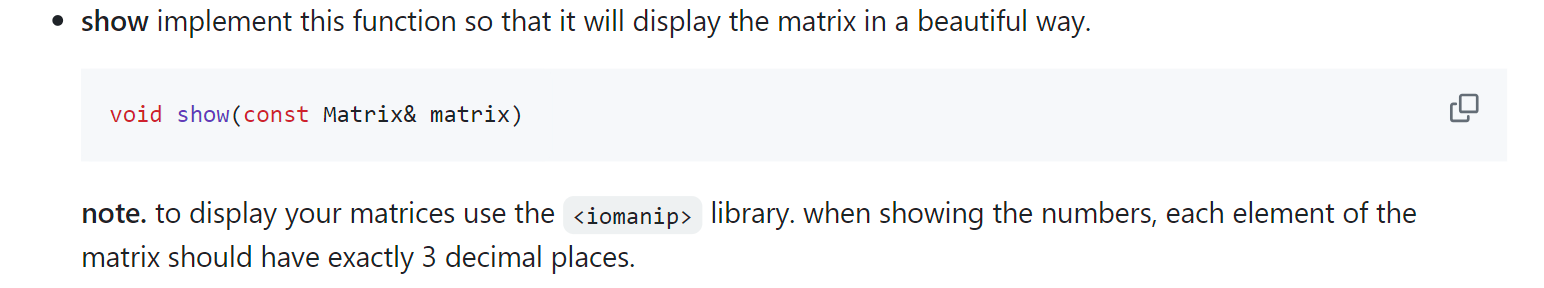 show implement this function so that it will display the matrix in a beautiful way.
void show(const Matrix& matrix)
note. to display your matrices use the <iomanip> library. when showing the numbers, each element of the
matrix should have exactly 3 decimal places.